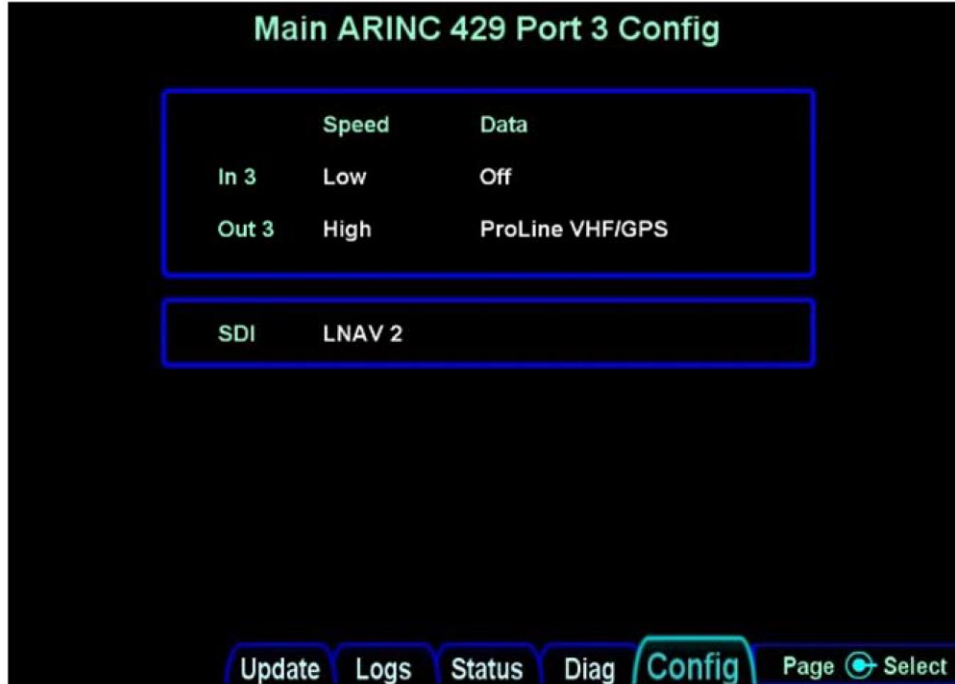 Main ARINC 429 Port 3 Config
Speed Data
In 3 Low Off
Out 3 High ProLine VHF/GPS
SDI LNAV 2
Update Logs Status Diag Config Page Select